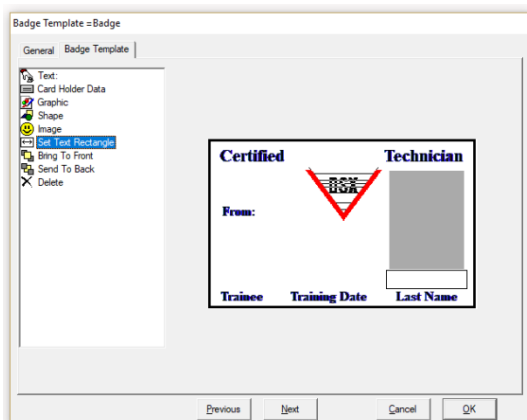 Badge Template =Badge
General Badge Template
Text:
Card Holder Data
Graphic
Shape
Image
Set Text Rectangle
Bring To Front
Send To Back
Delete
Certified Technician
DSX
From:
Trainee Training Date Last Name
Previous Next Cancel OK